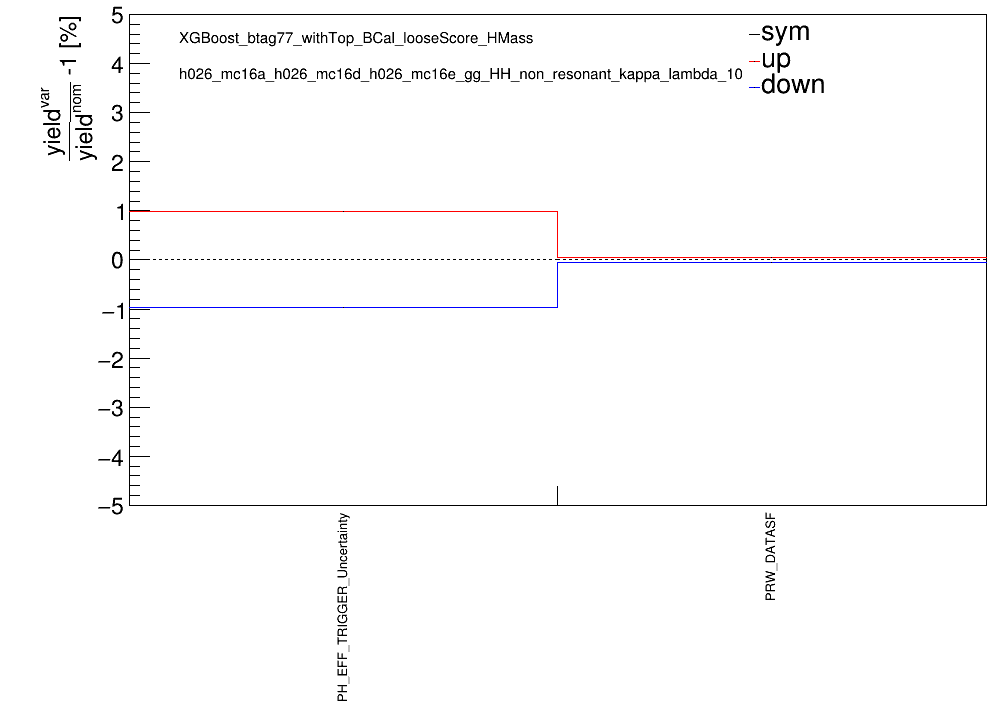 yield^var / yield^nom -1 [%]
XGBoost_btag77_withTop_BCal_looseScore_HMass
h026_mc16a_h026_mc16d_h026_mc16e_gg_HH_non_resonant_kappa_lambda_10
sym
up
down
5
4
3
2
1
0
−1
−2
−3
−4
−5
PH_EFF_TRIGGER_Uncertainty
PRW_DATASF